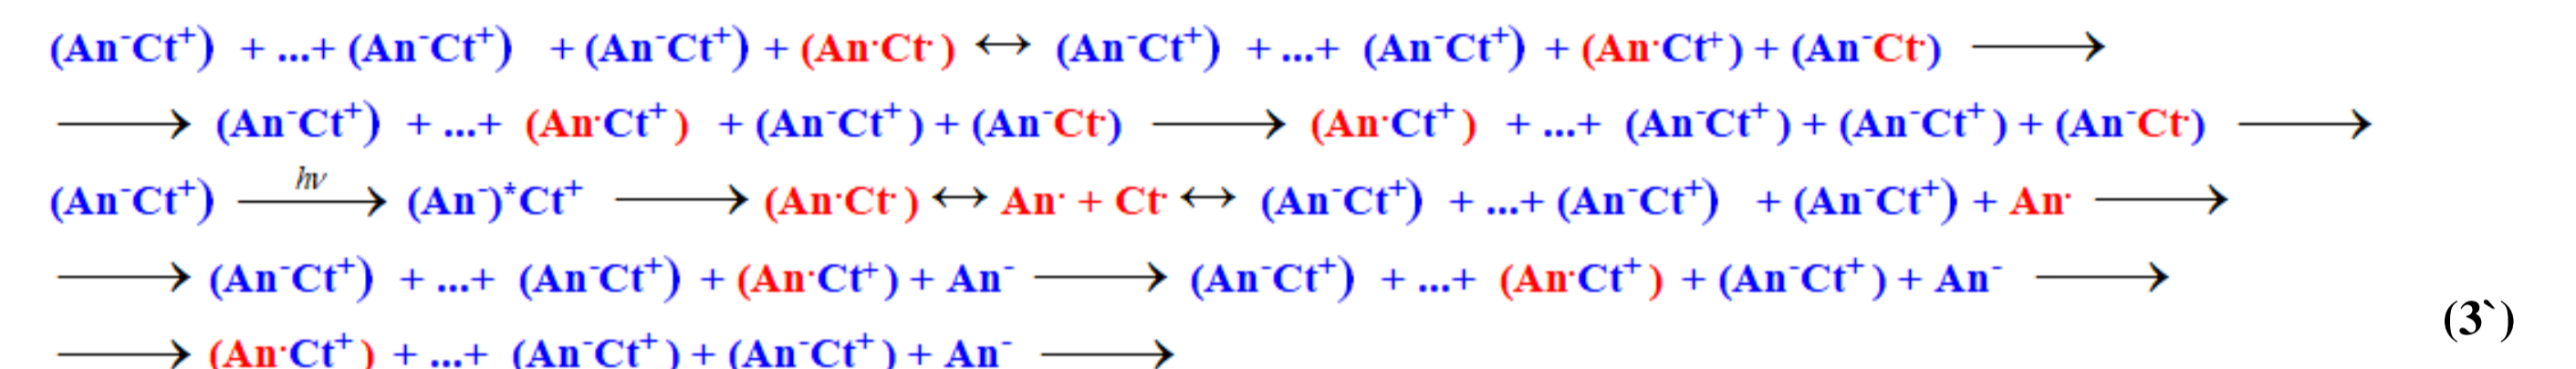 (An⁻Ct⁺) + ...+ (An⁻Ct⁺) + (An⁻Ct⁺) + (An·Ct·) ↔ (An⁻Ct⁺) + ...+ (An⁻Ct⁺) + (An·Ct⁺) + (An⁻Ct·) ⟶
⟶ (An⁻Ct⁺) + ...+ (An·Ct⁺) + (An⁻Ct⁺) + (An⁻Ct·) ⟶ (An·Ct⁺) + ...+ (An⁻Ct⁺) + (An⁻Ct⁺) + (An⁻Ct·) ⟶
(An⁻Ct⁺) —hν→ (An⁻)*Ct⁺ ⟶ (An·Ct·) ↔ An· + Ct· ↔ (An⁻Ct⁺) + ...+ (An⁻Ct⁺) + (An⁻Ct⁺) + An· ⟶
⟶ (An⁻Ct⁺) + ...+ (An⁻Ct⁺) + (An·Ct⁺) + An⁻ ⟶ (An⁻Ct⁺) + ...+ (An·Ct⁺) + (An⁻Ct⁺) + An⁻ ⟶
(3`)
⟶ (An·Ct⁺) + ...+ (An⁻Ct⁺) + (An⁻Ct⁺) + An⁻ ⟶